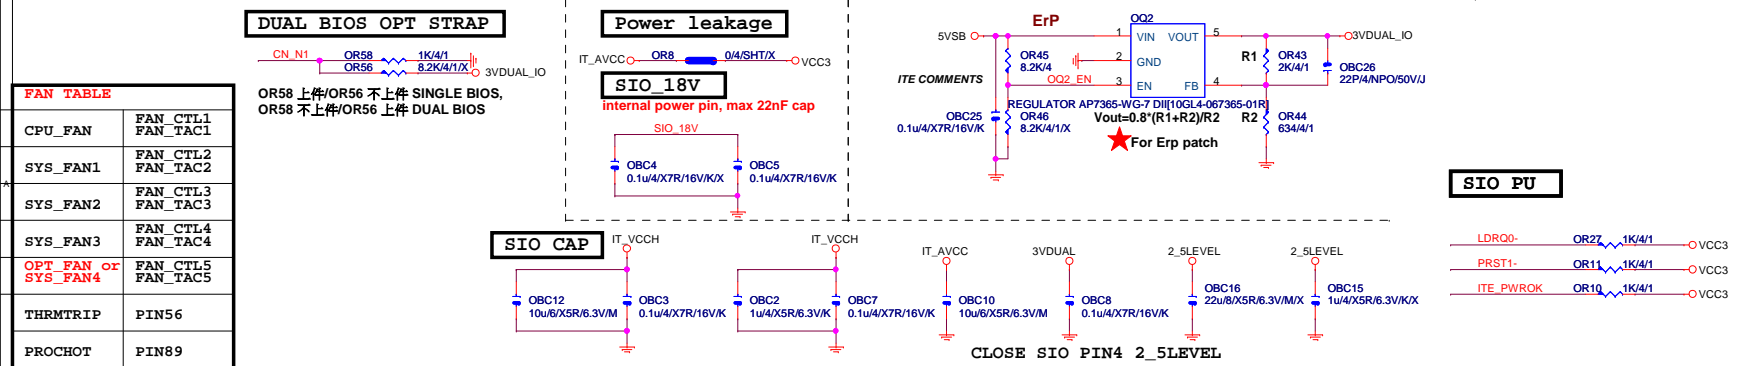 DUAL BIOS OPT STRAP
CN_N1
OR58 1K/4/1
OR56 8.2K/4/1/X
3VDUAL_IO
OR58 上件/OR56 不上件 SINGLE BIOS,
OR58 不上件/OR56 上件 DUAL BIOS
FAN TABLE
CPU_FAN
FAN_CTL1
FAN_TAC1
SYS_FAN1
FAN_CTL2
FAN_TAC2
SYS_FAN2
FAN_CTL3
FAN_TAC3
SYS_FAN3
FAN_CTL4
FAN_TAC4
OPT_FAN or
SYS_FAN4
FAN_CTL5
FAN_TAC5
THRMTRIP PIN56
PROCHOT PIN89
A
Power leakage
IT_AVCC OR8 0/4/SHT/X VCC3
SIO_18V
internal power pin, max 22nF cap
SIO_18V
OBC4
0.1u/4/X7R/16V/K/X
OBC5
0.1u/4/X7R/16V/K
ErP
OQ2
5VSB
1 VIN VOUT 5
2 GND
3 EN FB 4
3VDUAL_IO
OR45
8.2K/4
R1 OR43
2K/4/1
OBC26
22P/4/NPO/50V/J
ITE COMMENTS
OQ2_EN
REGULATOR AP7365-WG-7 DII[10GL4-067365-01R]
Vout=0.8*(R1+R2)/R2
OBC25
0.1u/4/X7R/16V/K
OR46
8.2K/4/1/X
R2 OR44
634/4/1
For Erp patch
SIO PU
LDRQ0- OR27 1K/4/1 VCC3
PRST1- OR11 1K/4/1 VCC3
ITE_PWROK OR10 1K/4/1 VCC3
SIO CAP
IT_VCCH
OBC12
10u/6/X5R/6.3V/M
OBC3
0.1u/4/X7R/16V/K
IT_VCCH
OBC2
1u/4/X5R/6.3V/K
OBC7
0.1u/4/X7R/16V/K
IT_AVCC
OBC10
10u/6/X5R/6.3V/M
3VDUAL
OBC8
0.1u/4/X7R/16V/K
2_5LEVEL
OBC16
22u/8/X5R/6.3V/M/X
2_5LEVEL
OBC15
1u/4/X5R/6.3V/K/X
CLOSE SIO PIN4 2_5LEVEL